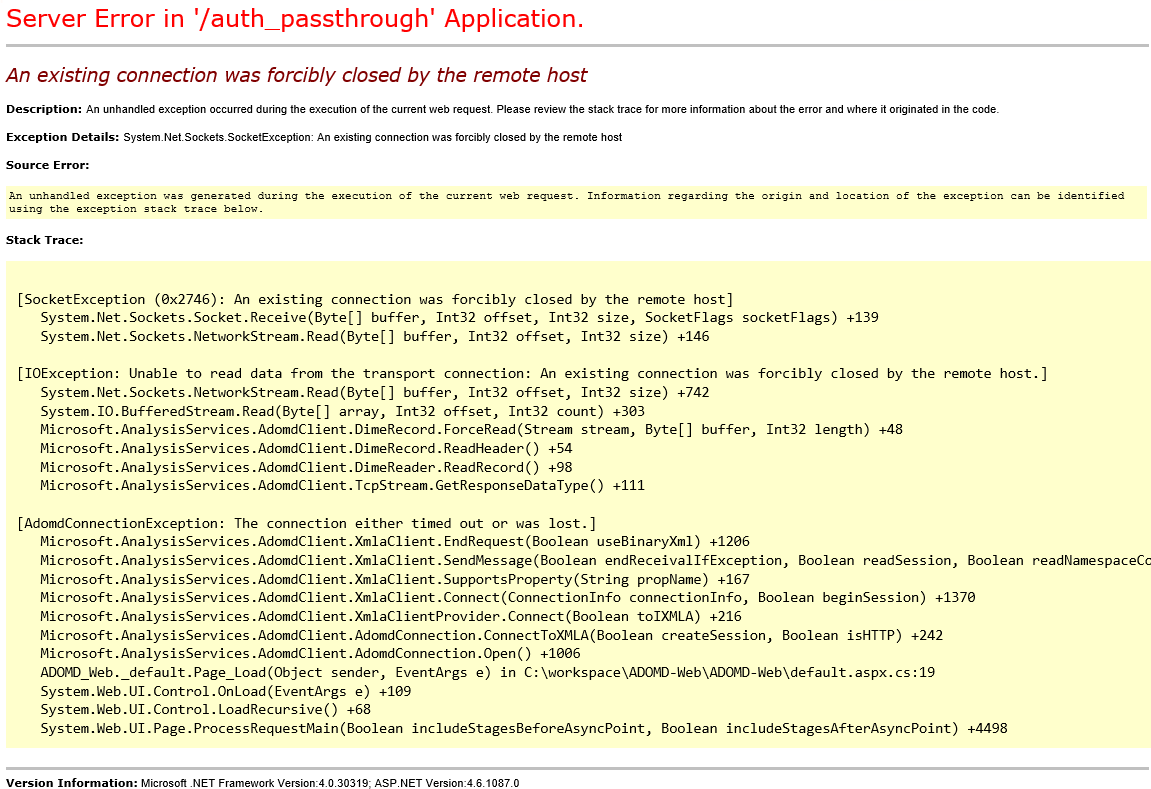 Server Error in '/auth_passthrough' Application.
An existing connection was forcibly closed by the remote host
Description: An unhandled exception occurred during the execution of the current web request. Please review the stack trace for more information about the error and where it originated in the code.
Exception Details: System.Net.Sockets.SocketException: An existing connection was forcibly closed by the remote host
Source Error:
An unhandled exception was generated during the execution of the current web request. Information regarding the origin and location of the exception can be identified
using the exception stack trace below.
Stack Trace:
[SocketException (0x2746): An existing connection was forcibly closed by the remote host]
System.Net.Sockets.Socket.Receive(Byte[] buffer, Int32 offset, Int32 size, SocketFlags socketFlags) +139
System.Net.Sockets.NetworkStream.Read(Byte[] buffer, Int32 offset, Int32 size) +146
[IOException: Unable to read data from the transport connection: An existing connection was forcibly closed by the remote host.]
System.Net.Sockets.NetworkStream.Read(Byte[] buffer, Int32 offset, Int32 size) +742
System.IO.BufferedStream.Read(Byte[] array, Int32 offset, Int32 count) +303
Microsoft.AnalysisServices.AdomdClient.DimeRecord.ForceRead(Stream stream, Byte[] buffer, Int32 length) +48
Microsoft.AnalysisServices.AdomdClient.DimeRecord.ReadHeader() +54
Microsoft.AnalysisServices.AdomdClient.DimeReader.ReadRecord() +98
Microsoft.AnalysisServices.AdomdClient.TcpStream.GetResponseDataType() +111
[AdomdConnectionException: The connection either timed out or was lost.]
Microsoft.AnalysisServices.AdomdClient.XmlaClient.EndRequest(Boolean useBinaryXml) +1206
Microsoft.AnalysisServices.AdomdClient.XmlaClient.SendMessage(Boolean endReceivalIfException, Boolean readSession, Boolean readNamespaceCo
Microsoft.AnalysisServices.AdomdClient.XmlaClient.SupportsProperty(String propName) +167
Microsoft.AnalysisServices.AdomdClient.XmlaClient.Connect(ConnectionInfo connectionInfo, Boolean beginSession) +1370
Microsoft.AnalysisServices.AdomdClient.XmlaClientProvider.Connect(Boolean toIXMLA) +216
Microsoft.AnalysisServices.AdomdClient.AdomdConnection.ConnectToXMLA(Boolean createSession, Boolean isHTTP) +242
Microsoft.AnalysisServices.AdomdClient.AdomdConnection.Open() +1006
ADOMD_Web._default.Page_Load(Object sender, EventArgs e) in C:\workspace\ADOMD-Web\ADOMD-Web\default.aspx.cs:19
System.Web.UI.Control.OnLoad(EventArgs e) +109
System.Web.UI.Control.LoadRecursive() +68
System.Web.UI.Page.ProcessRequestMain(Boolean includeStagesBeforeAsyncPoint, Boolean includeStagesAfterAsyncPoint) +4498
Version Information: Microsoft .NET Framework Version:4.0.30319; ASP.NET Version:4.6.1087.0